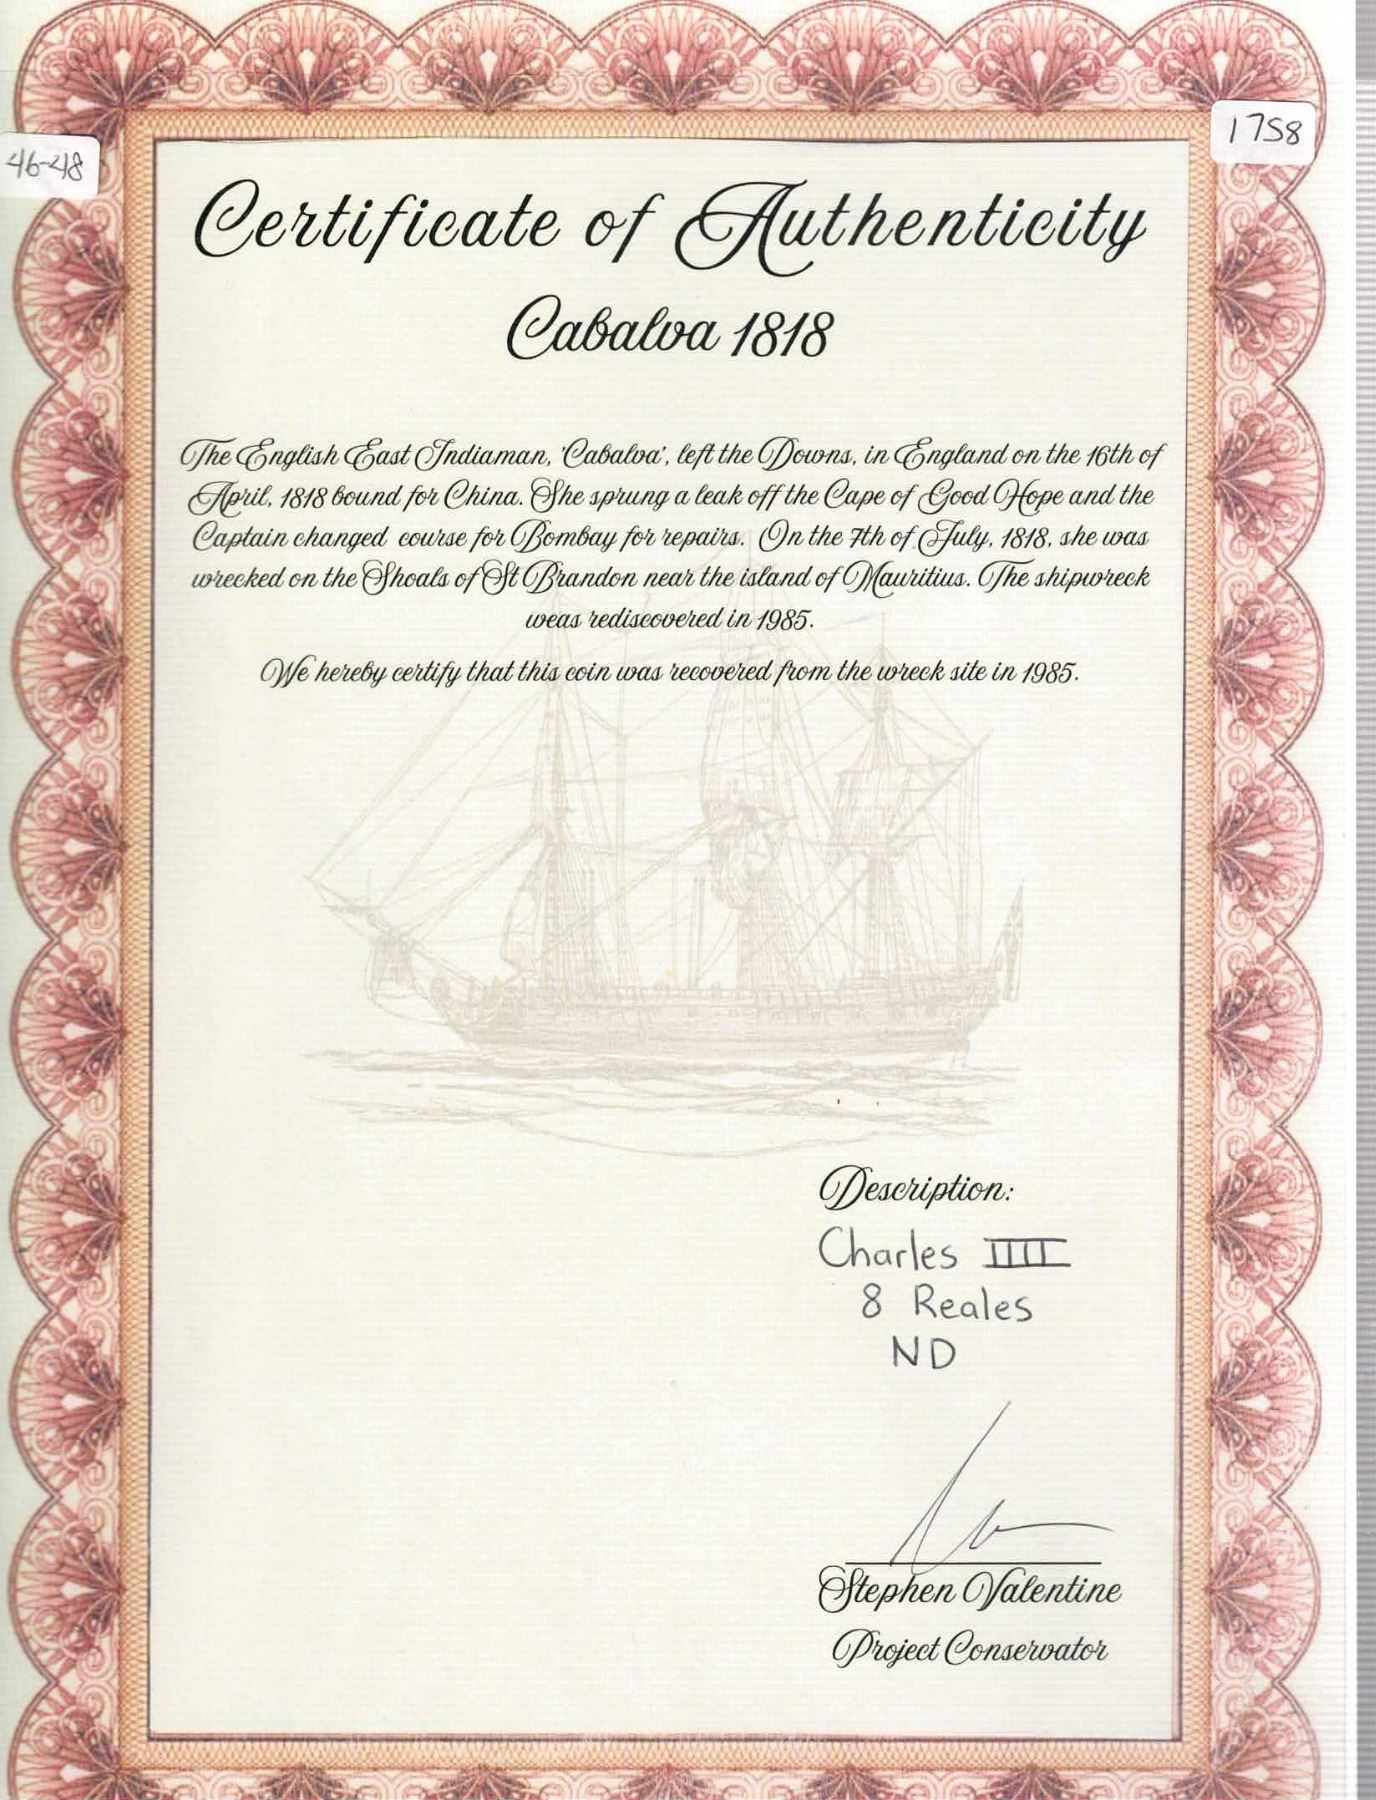 46-48
1758
Certificate of Authenticity
Cabalva 1818
The English East Indiaman, 'Cabalva', left the Downs, in England on the 16th of
April, 1818 bound for China. She sprung a leak off the Cape of Good Hope and the
Captain changed course for Bombay for repairs. On the 7th of July, 1818, she was
wrecked on the Shoals of St Brandon near the island of Mauritius. The shipwreck
weas rediscovered in 1985.
We hereby certify that this coin was recovered from the wreck site in 1985.
Description:
Charles IIII
8 Reales
ND
Stephen Valentine
Project Conservator